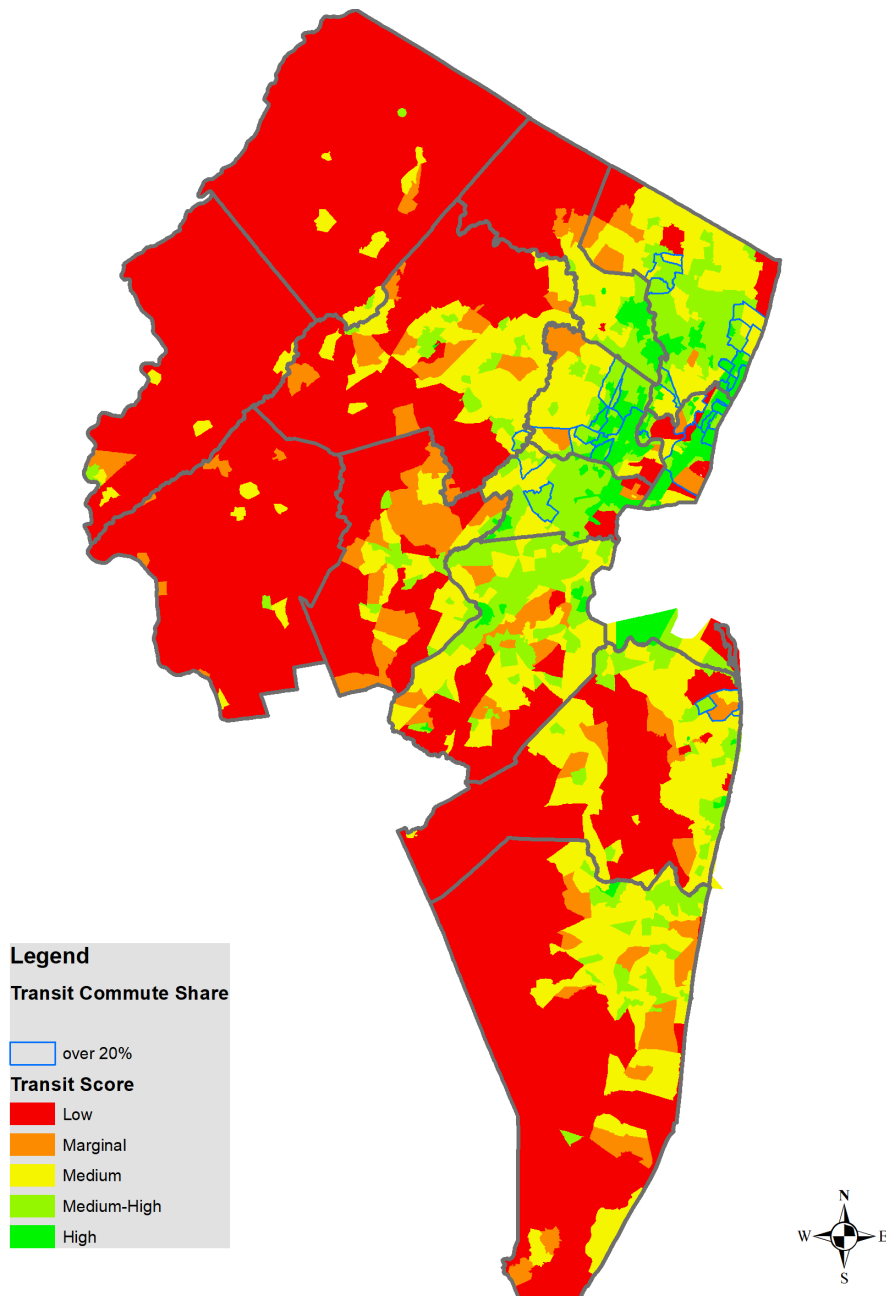 Legend
Transit Commute Share
over 20%
Transit Score
Low
Marginal
Medium
Medium-High
High
N
W E
S